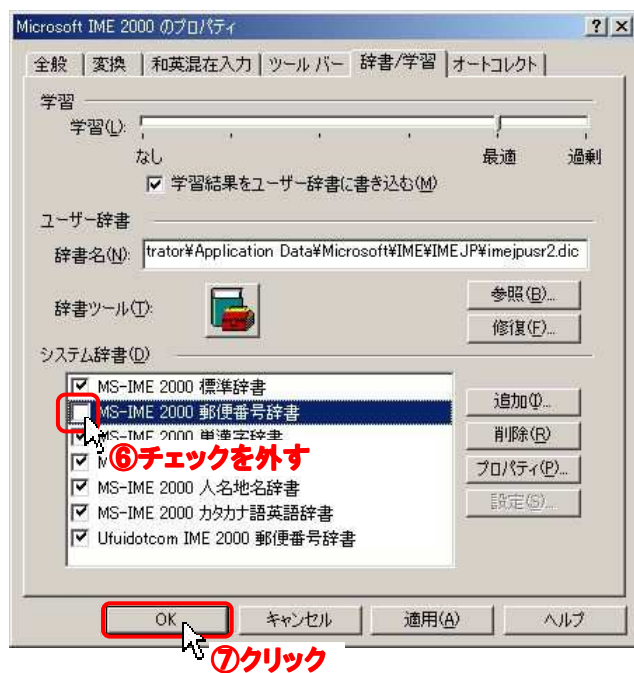 Microsoft IME 2000 のプロパティ
全般 変換 和英混在入力 ツール バー 辞書/学習 オートコレクト
学習
学習(L):
なし 最適 過剰
学習結果をユーザー辞書に書き込む(M)
ユーザー辞書
辞書名(N): trator¥Application Data¥Microsoft¥IME¥IMEJP¥imejpusr2.dic
辞書ツール(T):
参照(B)...
修復(F)...
システム辞書(D)
MS-IME 2000 標準辞書
MS-IME 2000 郵便番号辞書
MS-IME 2000 単漢字辞書
M
⑥チェックを外す
MS-IME 2000 人名地名辞書
MS-IME 2000 カタカナ語英語辞書
Ufuidotcom IME 2000 郵便番号辞書
追加(I)...
削除(R)
プロパティ(P)...
設定(S)...
OK キャンセル 適用(A) ヘルプ
⑦クリック